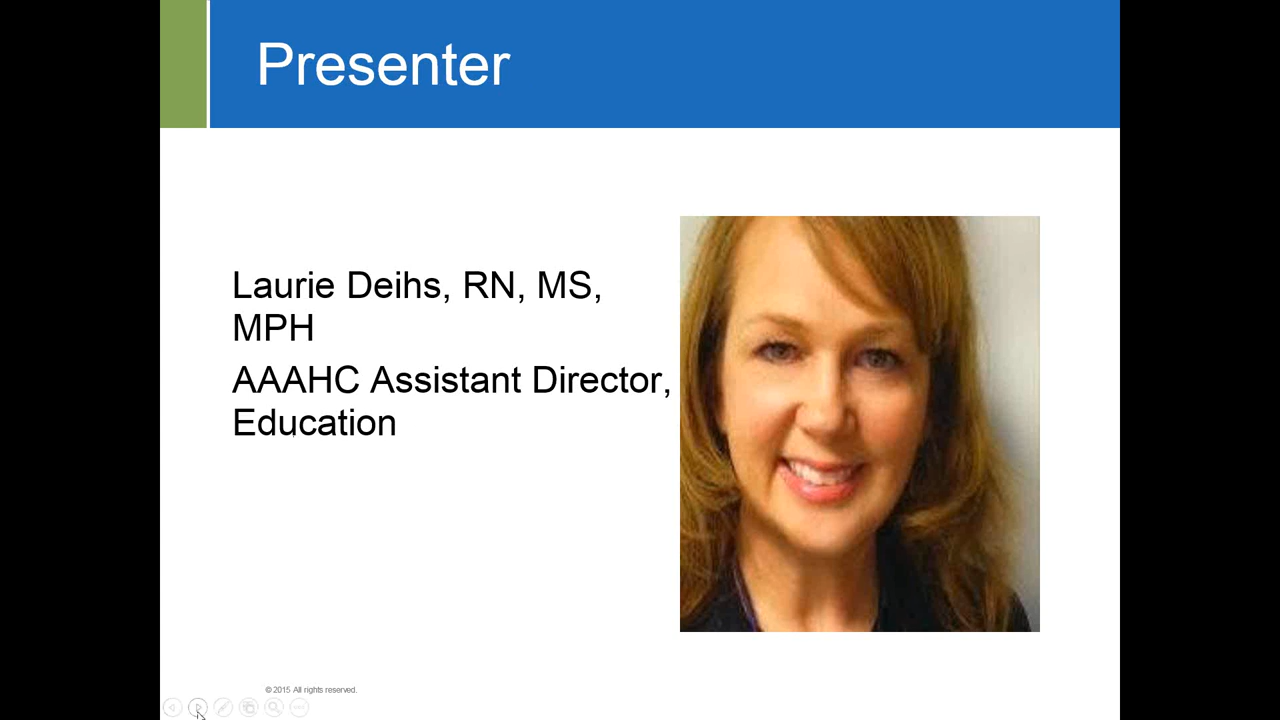 Presenter
Laurie Deihs, RN, MS,
MPH
AAAHC Assistant Director,
Education
© 2015 All rights reserved.